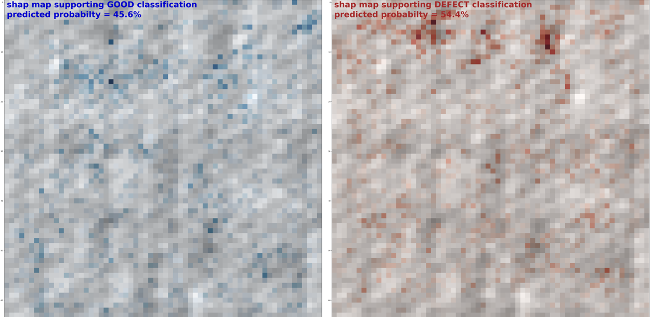 shap map supporting GOOD classification
predicted probabilty = 45.6%
shap map supporting DEFECT classification
predicted probabilty = 54.4%